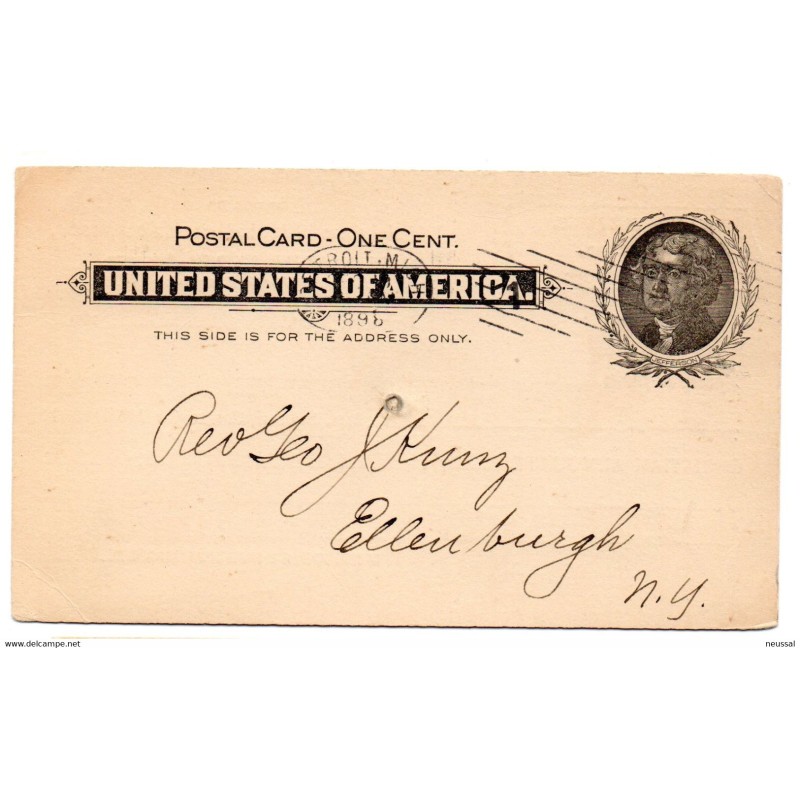 POSTAL CARD - ONE CENT.
UNITED STATES OF AMERICA.
THIS SIDE IS FOR THE ADDRESS ONLY.
JEFFERSON
Rev Geo J Kunz
Ellenburgh
N.Y.
www.delcampe.net
neussal